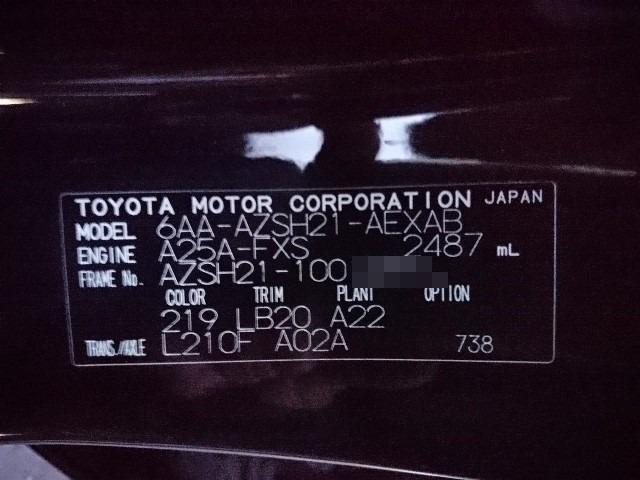 TOYOTA MOTOR CORPORATION JAPAN
MODEL 6AA-AZSH21-AEXAB
ENGINE A25A-FXS 2487 mL
FRAME No. AZSH21-100
COLOR TRIM PLANT OPTION
219 LB20 A22
TRANS./AXLE L210F A02A 738